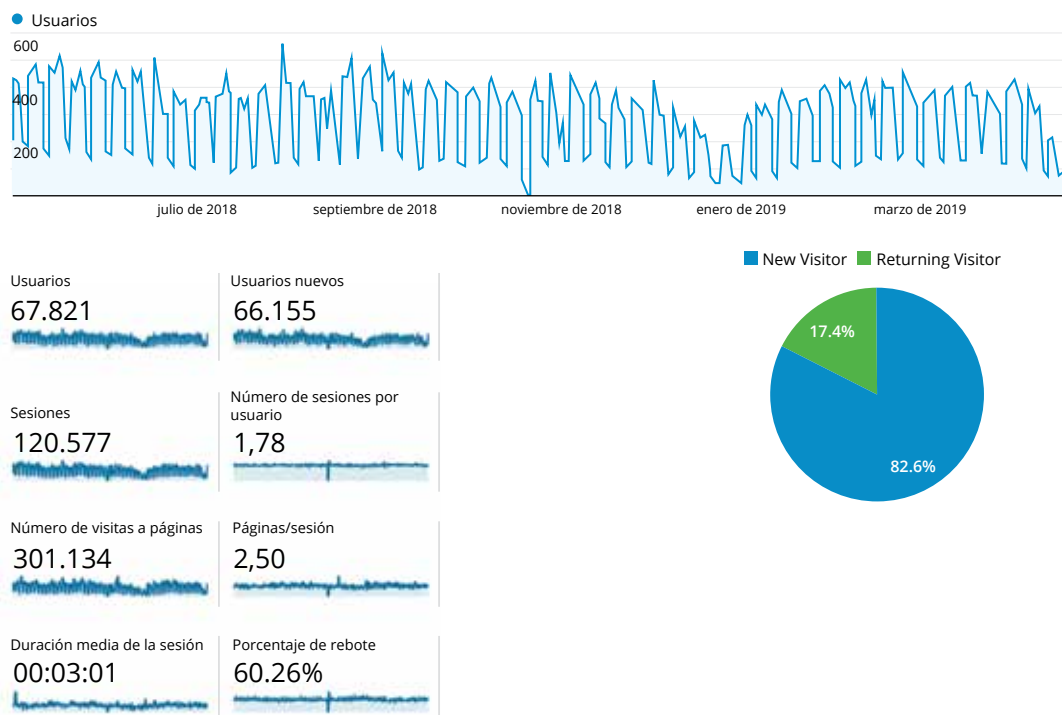 Usuarios
600
400
200
julio de 2018
septiembre de 2018
noviembre de 2018
enero de 2019
marzo de 2019
New Visitor
Returning Visitor
17.4%
82.6%
Usuarios
67.821
Usuarios nuevos
66.155
Sesiones
120.577
Número de sesiones por
usuario
1,78
Número de visitas a páginas
301.134
Páginas/sesión
2,50
Duración media de la sesión
00:03:01
Porcentaje de rebote
60.26%